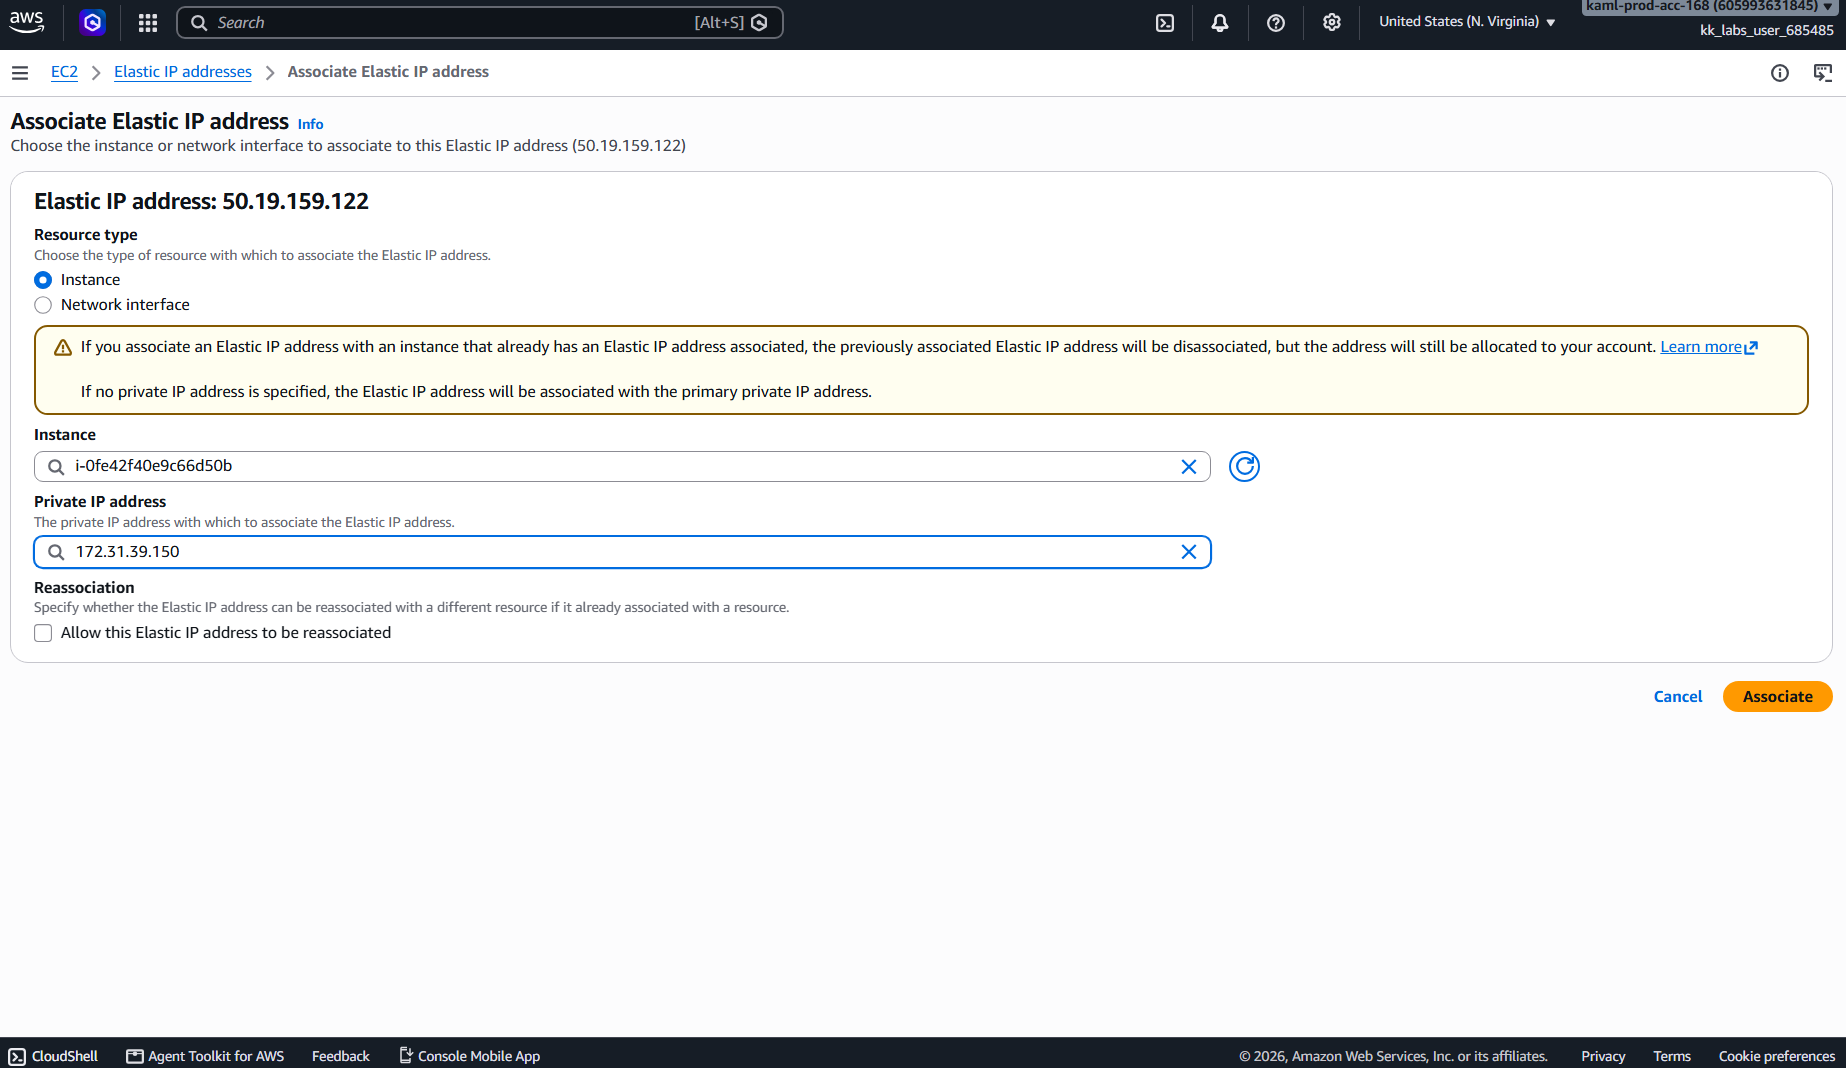 aws
Search [Alt+S]
United States (N. Virginia)
kaml-prod-acc-168 (605993631845)
kk_labs_user_685485
EC2 Elastic IP addresses Associate Elastic IP address
Associate Elastic IP address Info
Choose the instance or network interface to associate to this Elastic IP address (50.19.159.122)
Elastic IP address: 50.19.159.122
Resource type
Choose the type of resource with which to associate the Elastic IP address.
Instance
Network interface
If you associate an Elastic IP address with an instance that already has an Elastic IP address associated, the previously associated Elastic IP address will be disassociated, but the address will still be allocated to your account. Learn more
If no private IP address is specified, the Elastic IP address will be associated with the primary private IP address.
Instance
i-0fe42f40e9c66d50b
Private IP address
The private IP address with which to associate the Elastic IP address.
172.31.39.150
Reassociation
Specify whether the Elastic IP address can be reassociated with a different resource if it already associated with a resource.
Allow this Elastic IP address to be reassociated
Cancel Associate
CloudShell Agent Toolkit for AWS Feedback Console Mobile App © 2026, Amazon Web Services, Inc. or its affiliates. Privacy Terms Cookie preferences